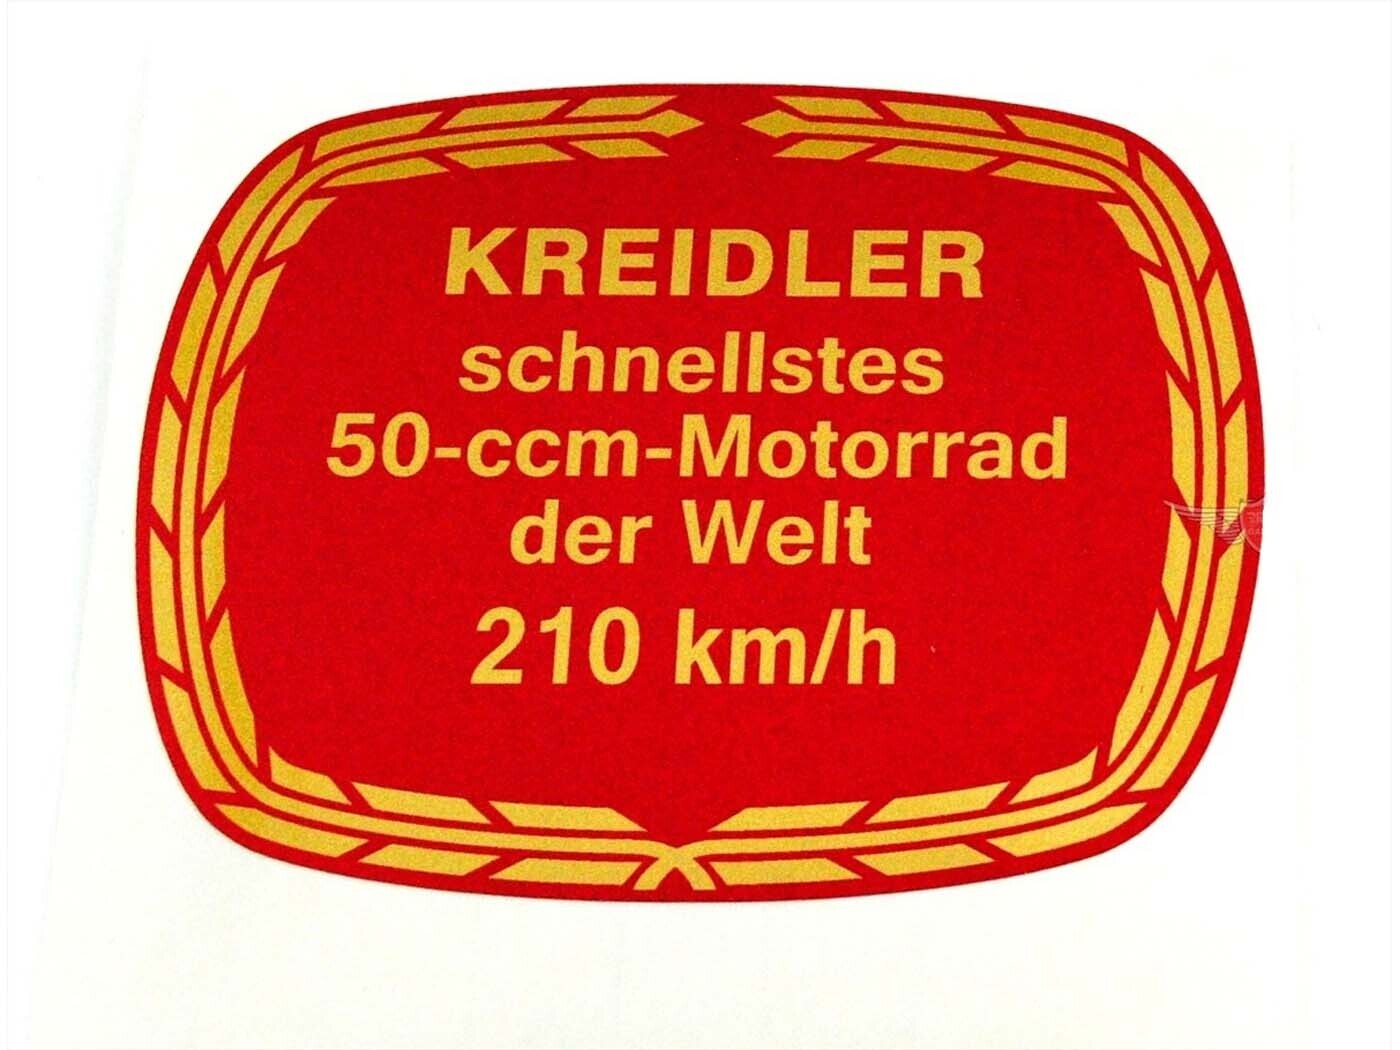 KREIDLER
schnellstes
50-ccm-Motorrad
der Welt
210 km/h